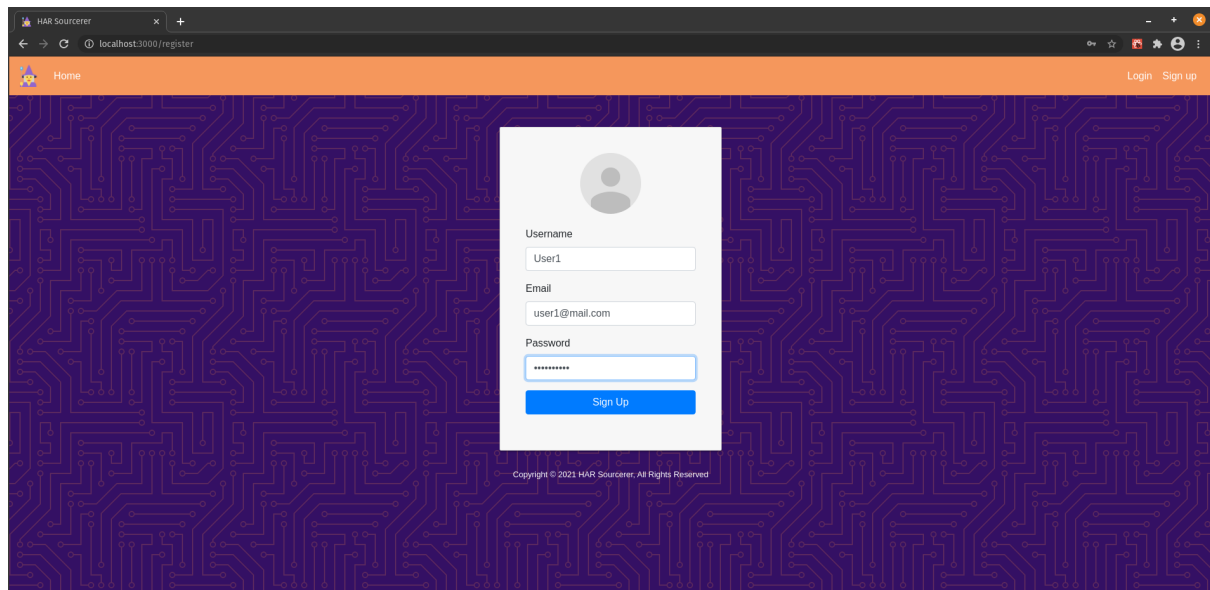 HAR Sourcerer
localhost:3000/register
Home
Login Sign up
Username
User1
Email
user1@mail.com
Password
••••••••••
Sign Up
Copyright © 2021 HAR Sourcerer, All Rights Reserved